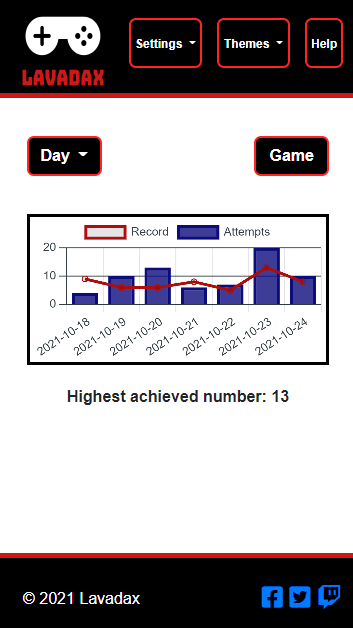 LAVADAX
Settings
Themes
Help
Day
Game
Record
Attempts
20
10
0
2021-10-18
2021-10-19
2021-10-20
2021-10-21
2021-10-22
2021-10-23
2021-10-24
Highest achieved number: 13
© 2021 Lavadax